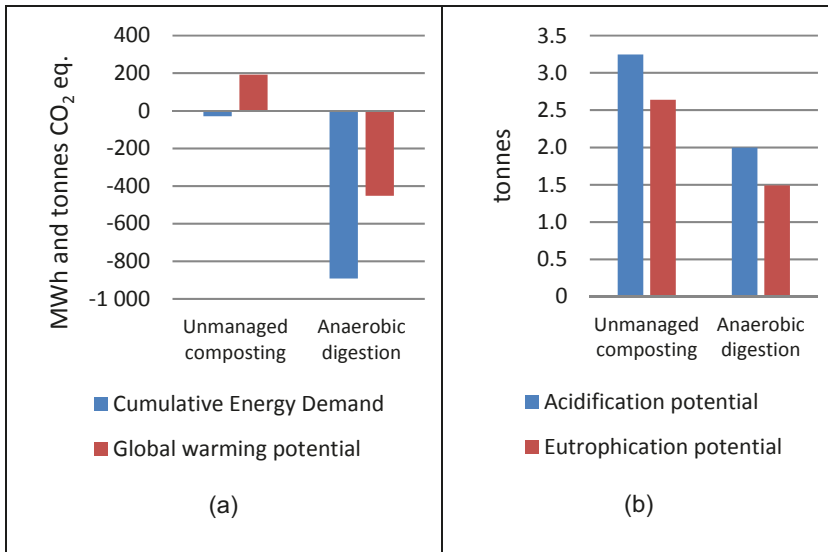 MWh and tonnes CO₂ eq.
400
200
0
-200
-400
-600
-800
-1 000
Unmanaged
composting
Anaerobic
digestion
Cumulative Energy Demand
Global warming potential
(a)
tonnes
3.5
3.0
2.5
2.0
1.5
1.0
0.5
0
Unmanaged
composting
Anaerobic
digestion
Acidification potential
Eutrophication potential
(b)